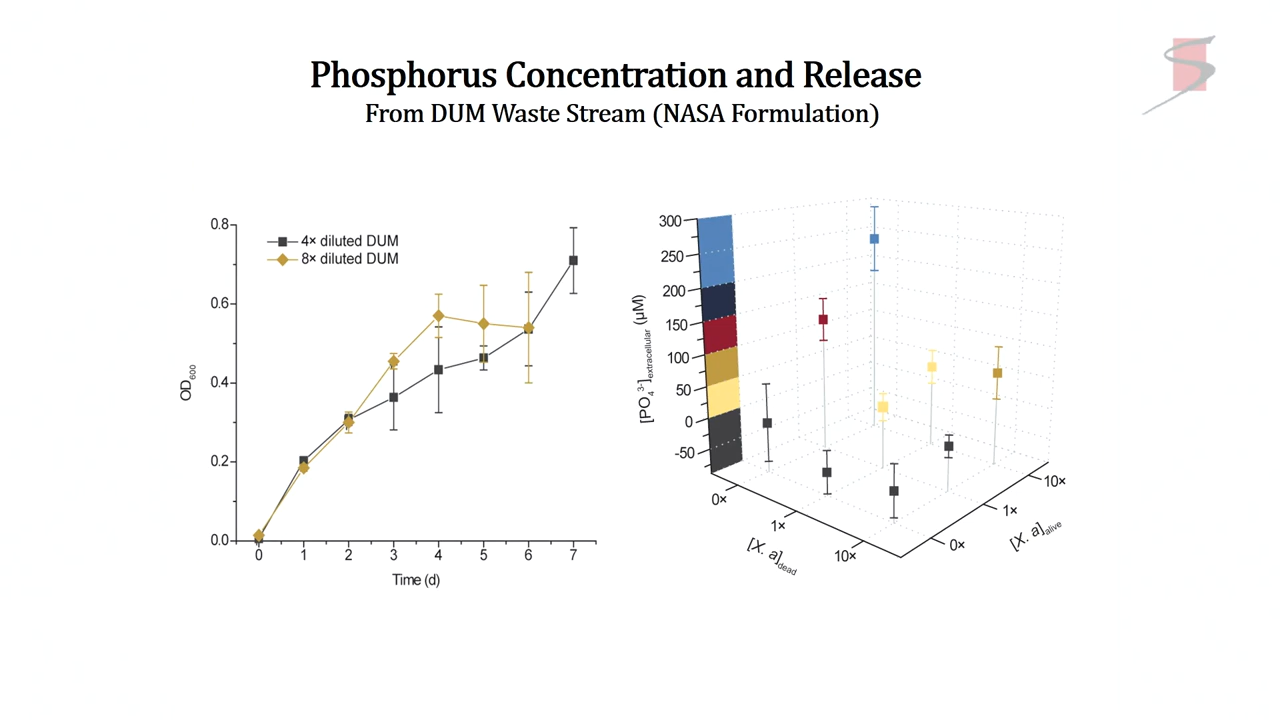 Phosphorus Concentration and Release
From DUM Waste Stream (NASA Formulation)
4× diluted DUM
8× diluted DUM
OD600
0.8
0.6
0.4
0.2
0.0
0 1 2 3 4 5 6 7
Time (d)
[PO4 3-]extracellular (µM)
300
250
200
150
100
50
0
-50
0×
1×
10×
[X. a]dead
0×
1×
10×
[X. a]alive